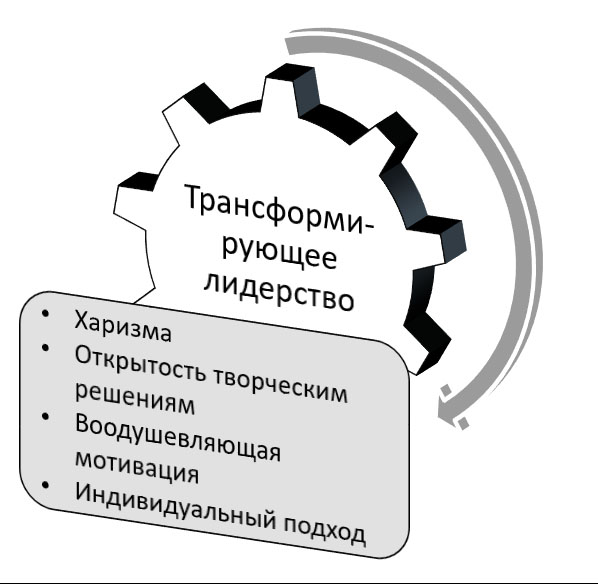 Трансформи-
рующее
лидерство
• Харизма
• Открытость творческим
решениям
• Воодушевляющая
мотивация
• Индивидуальный подход